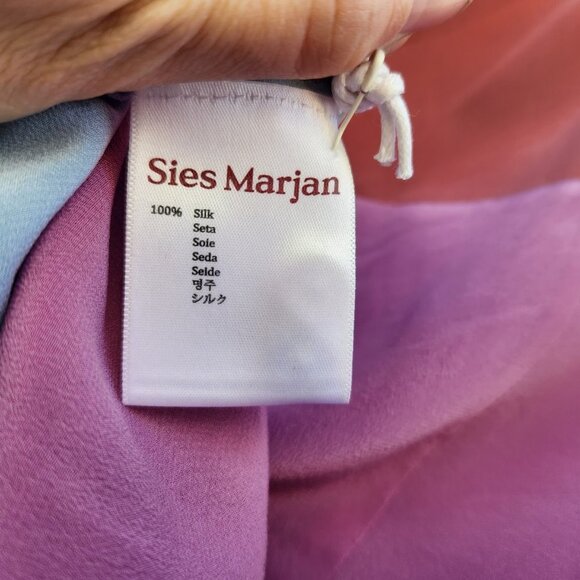 Sies Marjan
100% Silk
Seta
Soie
Seda
Seide
명주
シルク